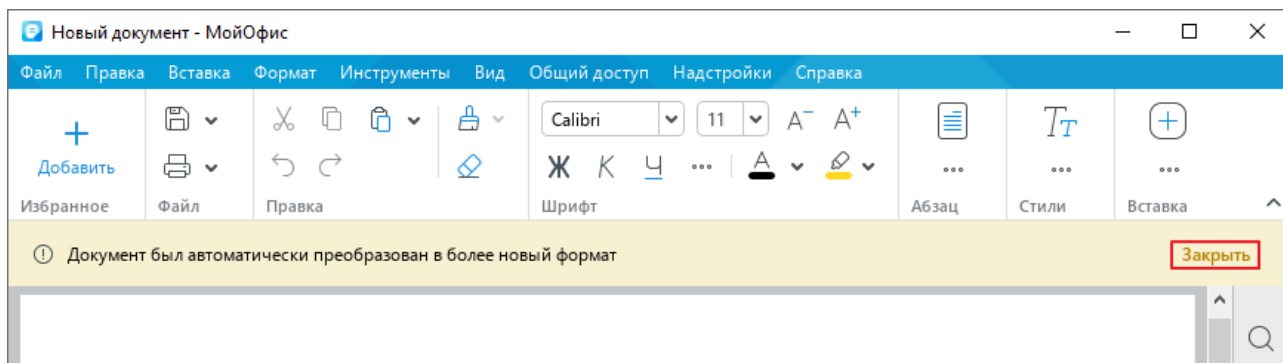 Новый документ - МойОфис
Файл Правка Вставка Формат Инструменты Вид Общий доступ Надстройки Справка
Calibri 11 A⁻ A⁺ Тт
Добавить Ж К Ч ... A
Избранное Файл Правка Шрифт Абзац Стили Вставка
Документ был автоматически преобразован в более новый формат Закрыть